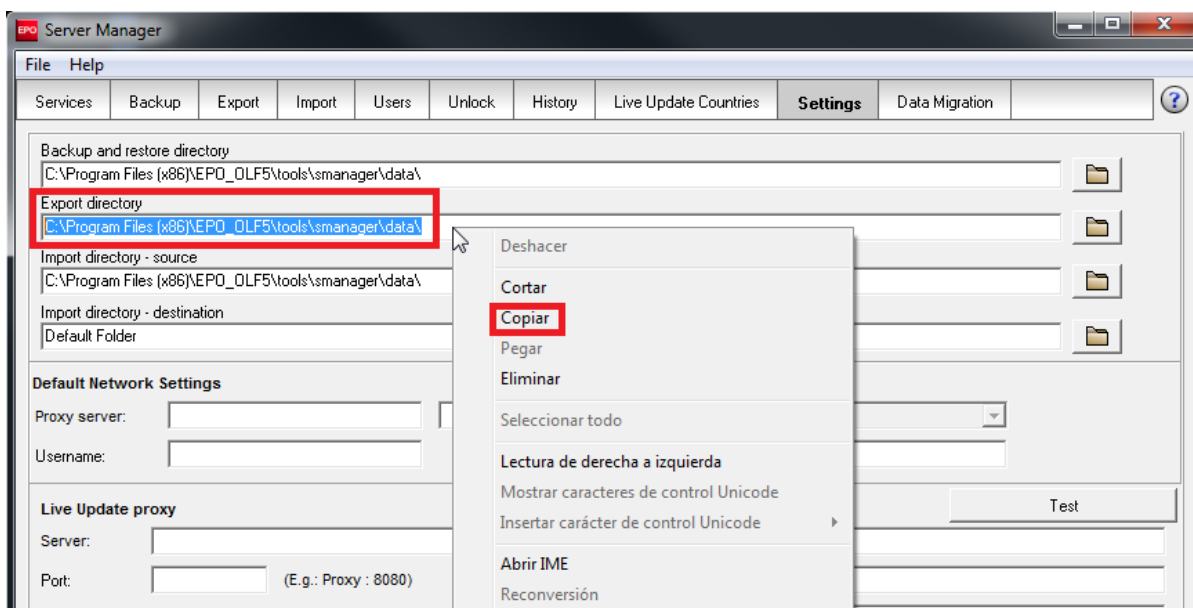 EPO Server Manager
File Help
Services Backup Export Import Users Unlock History Live Update Countries Settings Data Migration ?
Backup and restore directory
C:\Program Files (x86)\EPO_OLF5\tools\smanager\data\
Export directory
C:\Program Files (x86)\EPO_OLF5\tools\smanager\data\
Import directory - source
C:\Program Files (x86)\EPO_OLF5\tools\smanager\data\
Import directory - destination
Default Folder
Deshacer
Cortar
Copiar
Pegar
Eliminar
Seleccionar todo
Lectura de derecha a izquierda
Mostrar caracteres de control Unicode
Insertar carácter de control Unicode
Abrir IME
Reconversión
Default Network Settings
Proxy server:
Username:
Live Update proxy
Test
Server:
Port: (E.g.: Proxy : 8080)